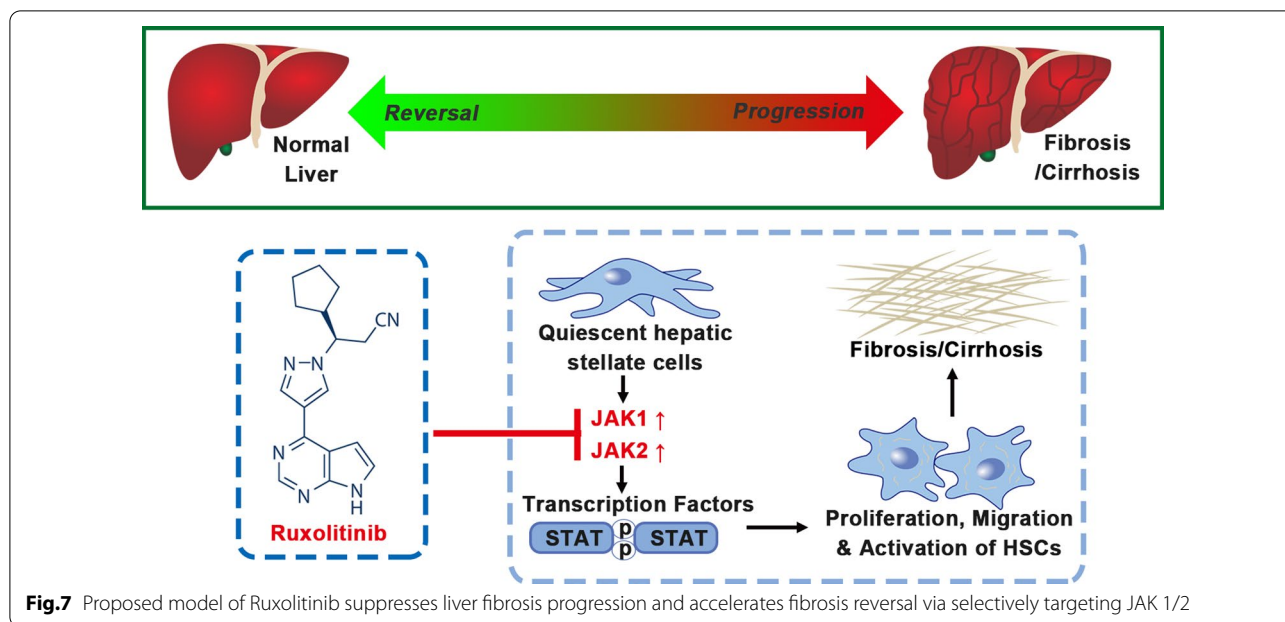 Reversal
Progression
Normal
Liver
Fibrosis
/Cirrhosis
CN
N
N
N
N
N
H
Ruxolitinib
Quiescent hepatic
stellate cells
JAK1 ↑
JAK2 ↑
Transcription Factors
STAT
p
p
STAT
Fibrosis/Cirrhosis
Proliferation, Migration
& Activation of HSCs
Fig.7 Proposed model of Ruxolitinib suppresses liver fibrosis progression and accelerates fibrosis reversal via selectively targeting JAK 1/2